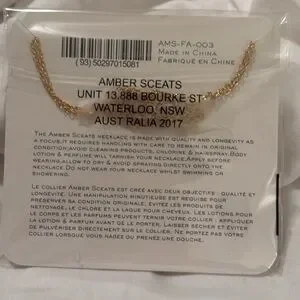 AMS-FA-003
MADE IN CHINA
FABRIQUÉ EN CHINE
(93)50297015081
AMBER SCEATS
UNIT 13.886 BOURKE ST
WATERLOO, NSW
AUST RALIA 2017
THE AMBER SCEATS NECKLACE IS MADE WITH QUALITY AND LONGEVITY AS
A FOCUS.IT REQUIRES HANDLING WITH CARE TO REMAIN IN ORIGINAL
CONDITION.AVOID CLEANING PRODUCTS, CHLORINE & HAIRSPRAY.BODY
LOTION & PERFUME WILL TARNISH YOUR NECKLACE.APPLY BEFORE
WEARING.ALLOW TO DRY & AVOID SPRAYING DIRECTLY ONTO THE
NECKLACE. DO NOT WEAR YOUR NECKLACE WHILST SWIMMING OR
SHOWERING.
LE COLLIER AMBER SCEATS EST CRÉÉ AVEC DEUX OBJECTIFS : QUALITÉ ET
LONGÉVITÉ. UNE MANIPULATION MINUTIEUSE EST REQUISE POUR
PRÉSERVER SA CONDITION ORIGINALE. ÉVITEZ LES PRODUITS DE
NETTOYAGE, LE CHLORE ET LA LAQUE POUR CHEVEUX. LES LOTIONS POUR
LE CORPS ET LES PARFUMS PEUVENT TERNIR VOTRE COLLIER : APPLIQUER
LA LOTION & PARFUM AVANT DE LE PORTER, LAISSER SÉCHER ET ÉVITER
DE PULVÉRISER DIRECTEMENT SUR LE COLLIER. NE PORTEZ PAS VOTRE
COLLIER LORSQUE VOUS NAGEZ OU PRENEZ UNE DOUCHE.